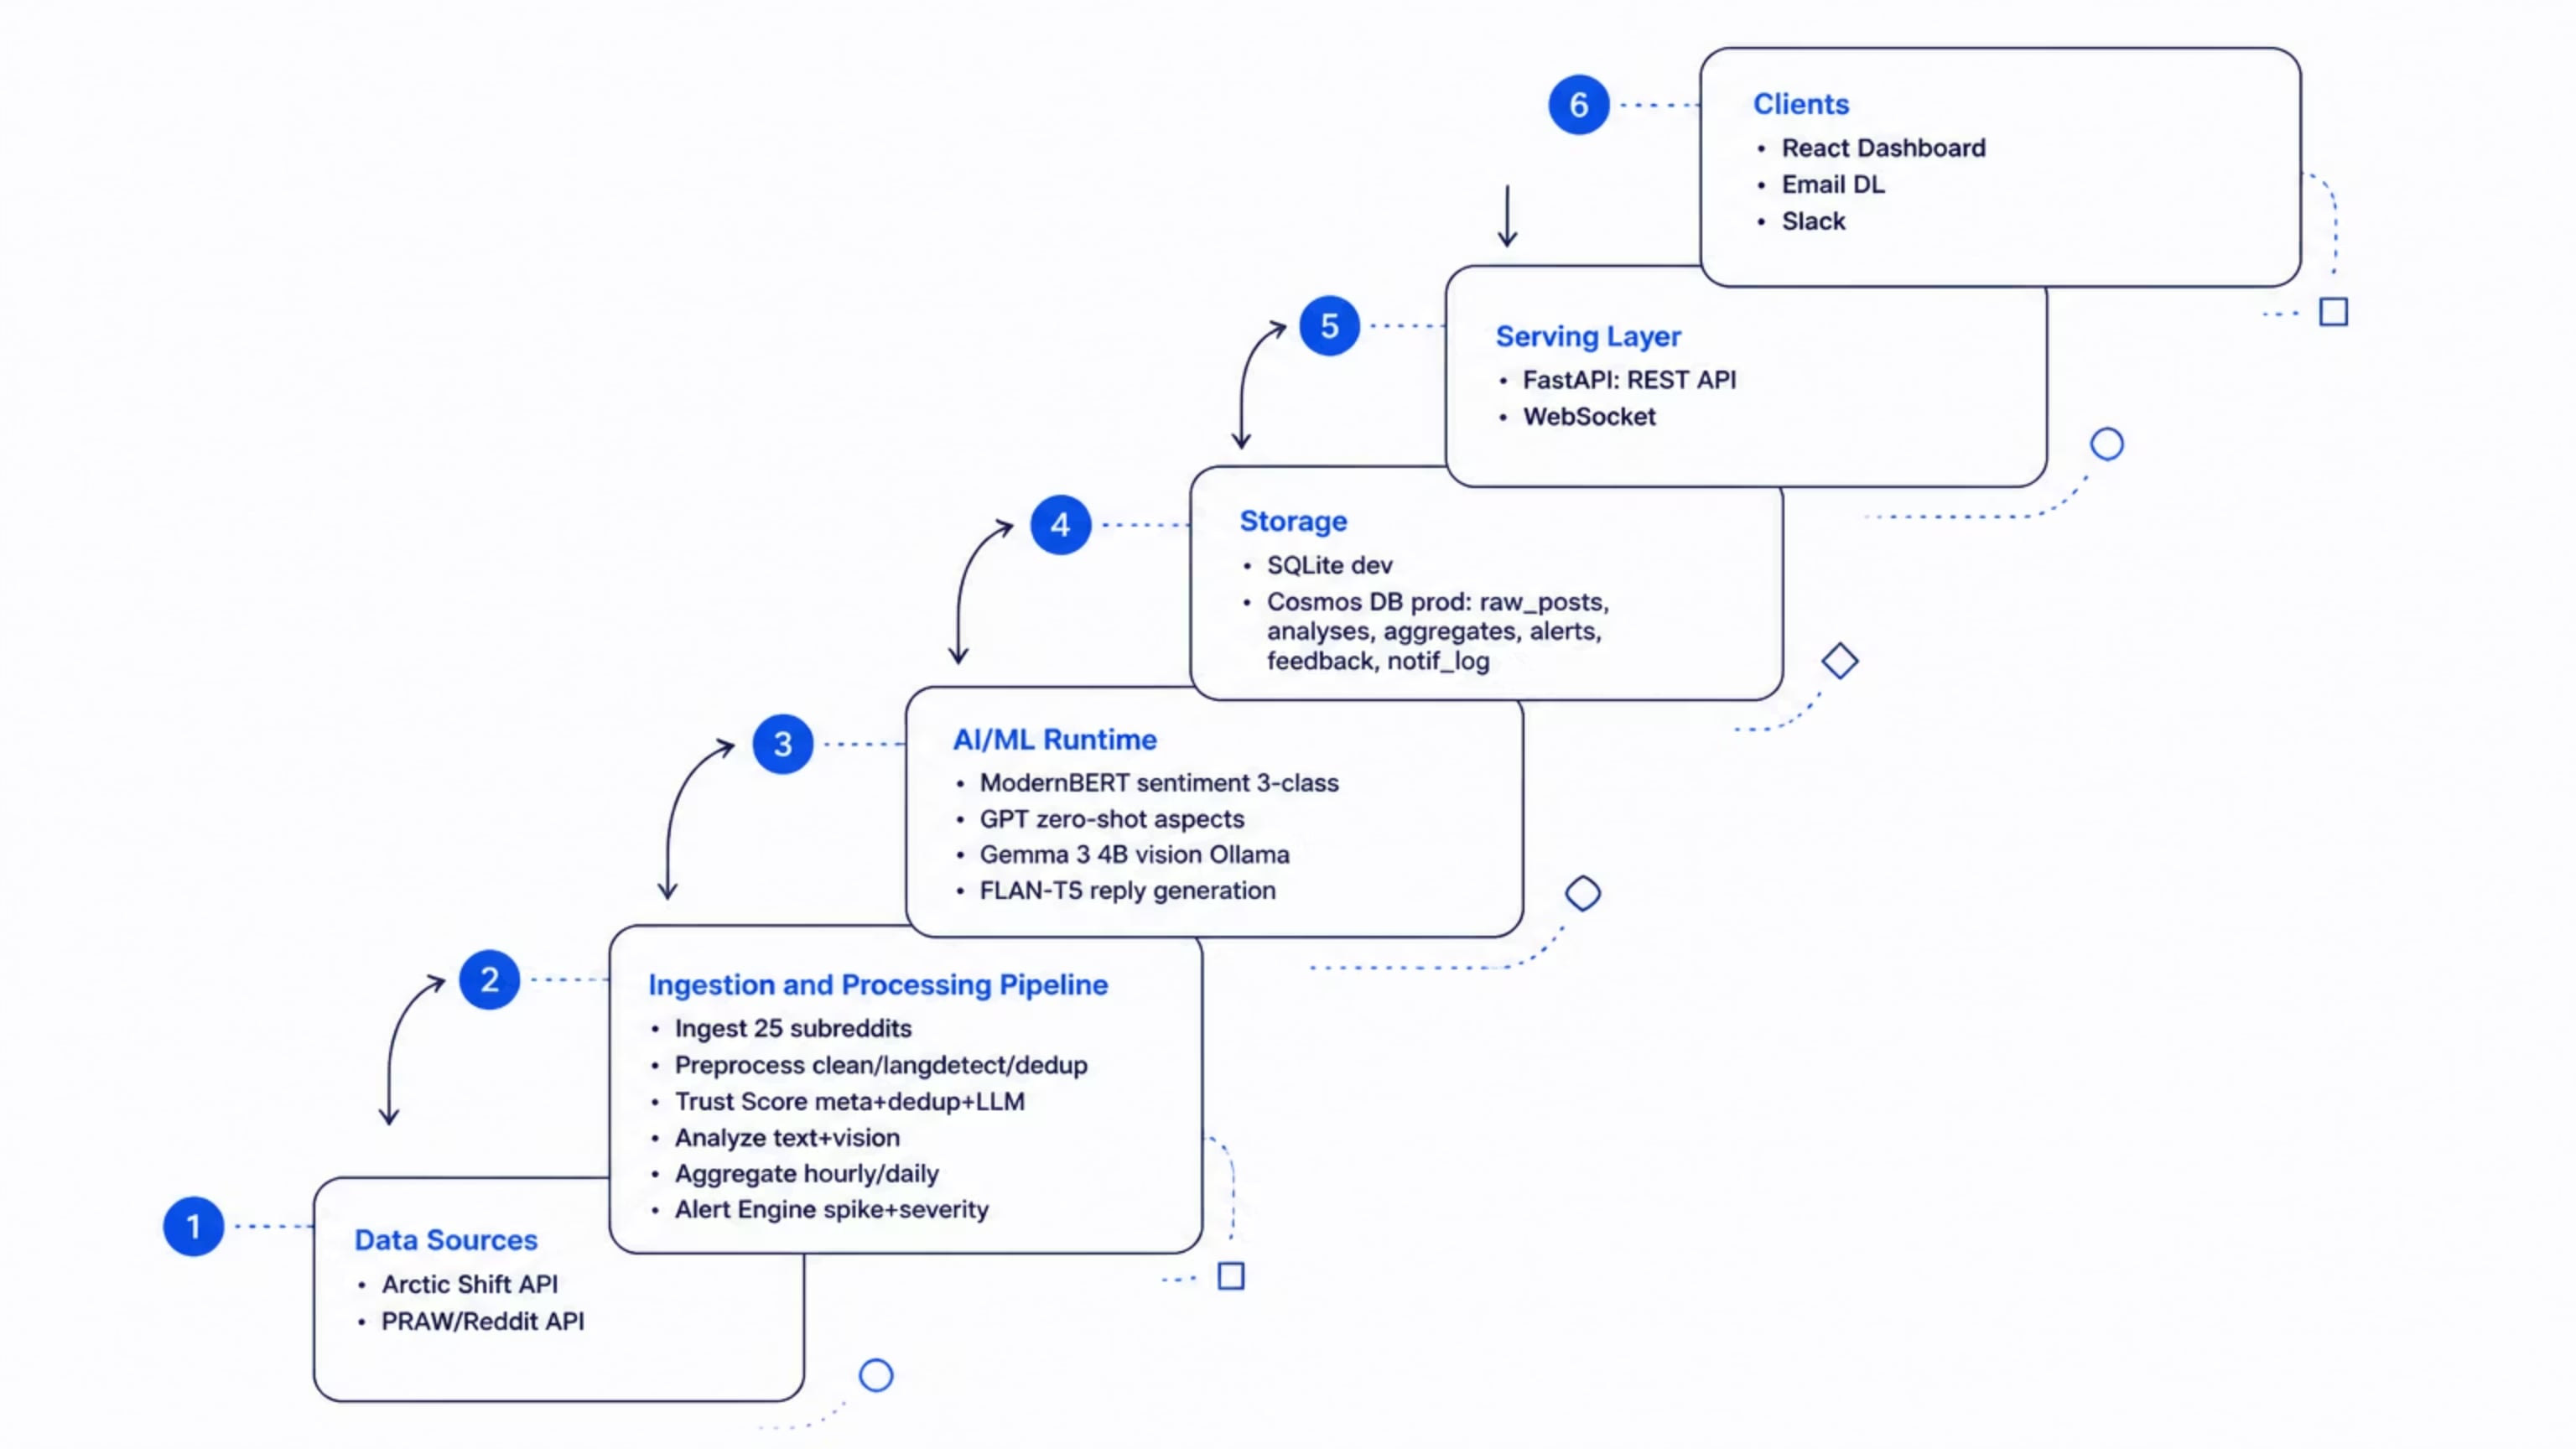 6
Clients
• React Dashboard
• Email DL
• Slack
5
Serving Layer
• FastAPI: REST API
• WebSocket
4
Storage
• SQLite dev
• Cosmos DB prod: raw_posts,
analyses, aggregates, alerts,
feedback, notif_log
3
AI/ML Runtime
• ModernBERT sentiment 3-class
• GPT zero-shot aspects
• Gemma 3 4B vision Ollama
• FLAN-TS reply generation
2
Ingestion and Processing Pipeline
• Ingest 25 subreddits
• Preprocess clean/langdetect/dedup
• Trust Score meta+dedup+LLM
• Analyze text+vision
• Aggregate hourly/daily
• Alert Engine spike+severity
1
Data Sources
• Arctic Shift API
• PRAW/Reddit API